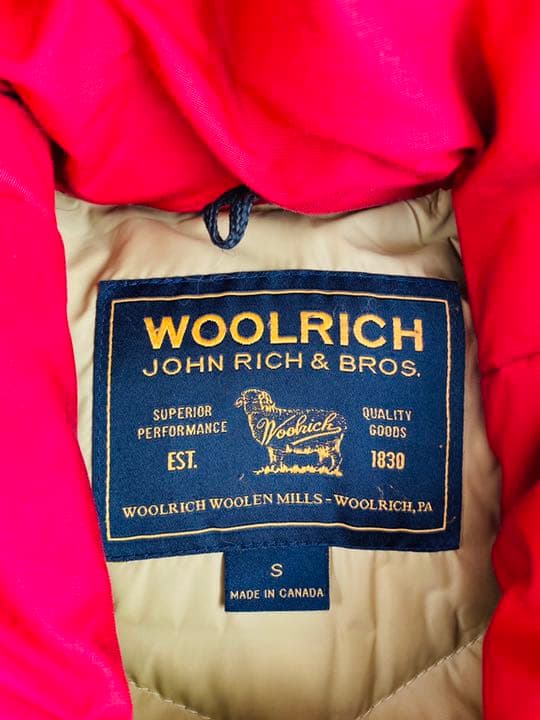 WOOLRICH
JOHN RICH & BROS.
SUPERIOR
PERFORMANCE
EST.
Woolrich
QUALITY
GOODS
1830
WOOLRICH WOOLEN MILLS - WOOLRICH, PA
S
MADE IN CANADA